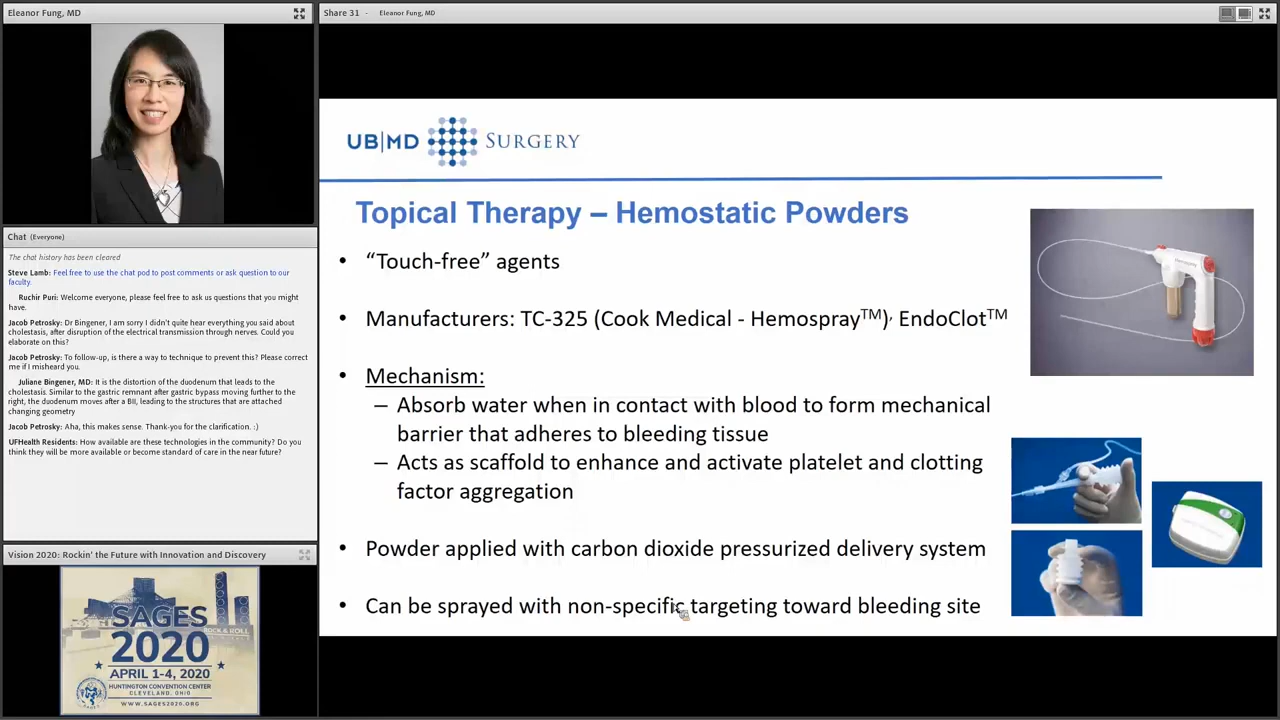 Eleanor Fung, MD
Share 31 - Eleanor Fung, MD
Chat (Everyone)
The chat history has been cleared
Steve Lamb: Feel free to use the chat pod to post comments or ask question to our
faculty.
Ruchir Puri: Welcome everyone, please feel free to ask us questions that you might
have.
Jacob Petrosky: Dr Bingener, I am sorry I didn't quite hear everything you said about
cholestasis, after disruption of the electrical transmission through nerves. Could you
elaborate on this?
Jacob Petrosky: To follow-up, is there a way to technique to prevent this? Please correct
me if I misheard you.
Juliane Bingener, MD: It is the distortion of the duodenum that leads to the
cholestasis. Similar to the gastric remnant after gastric bypass moving further to the
right, the duodenum moves after a BII, leading to the structures that are attached
changing geometry
Jacob Petrosky: Aha, this makes sense. Thank-you for the clarification. :)
UFHealth Residents: How available are these technologies in the community? Do you
think they will be more available or become standard of care in the near future?
Vision 2020: Rockin' the Future with Innovation and Discovery
SAGES
ROCK & ROLL
2020
APRIL 1-4, 2020
HUNTINGTON CONVENTION CENTER
CLEVELAND, OHIO
WWW.SAGES2020.ORG
UB|MD SURGERY
Topical Therapy – Hemostatic Powders
• “Touch-free” agents
• Manufacturers: TC-325 (Cook Medical - Hemospray™), EndoClot™
• Mechanism:
– Absorb water when in contact with blood to form mechanical
barrier that adheres to bleeding tissue
– Acts as scaffold to enhance and activate platelet and clotting
factor aggregation
• Powder applied with carbon dioxide pressurized delivery system
• Can be sprayed with non-specific targeting toward bleeding site